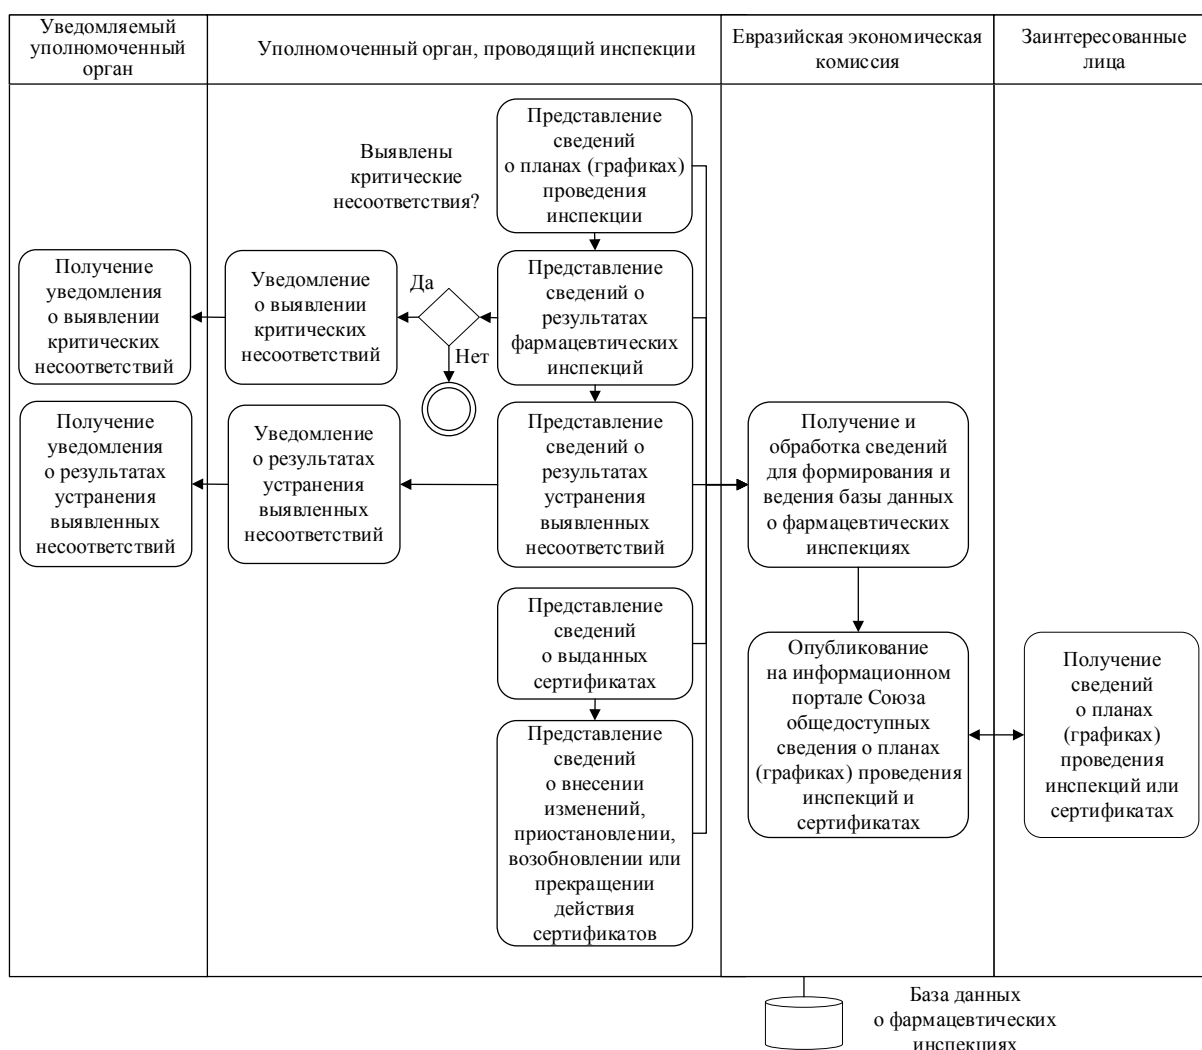 Уведомляемый
уполномоченный
орган
Уполномоченный орган, проводящий инспекции
Евразийская экономическая
комиссия
Заинтересованные
лица
Представление
сведений
о планах (графиках)
проведения
инспекции
Выявлены
критические
несоответствия?
Получение
уведомления
о выявлении
критических
несоответствий
Уведомление
о выявлении
критических
несоответствий
Да
Нет
Представление
сведений о
результатах
фармацевтических
инспекций
Получение
уведомления
о результатах
устранения
выявленных
несоответствий
Уведомление
о результатах
устранения
выявленных
несоответствий
Представление
сведений о
результатах
устранения
выявленных
несоответствий
Получение и
обработка сведений
для формирования и
ведения базы данных
о фармацевтических
инспекциях
Представление
сведений
о выданных
сертификатах
Опубликование
на информационном
портале Союза
общедоступных
сведения о планах
(графиках) проведения
инспекций и
сертификатах
Получение
сведений
о планах
(графиках)
проведения
инспекций или
сертификатах
Представление
сведений
о внесении
изменений,
приостановлении,
возобновлении или
прекращении
действия
сертификатов
База данных
о фармацевтических
инспекциях